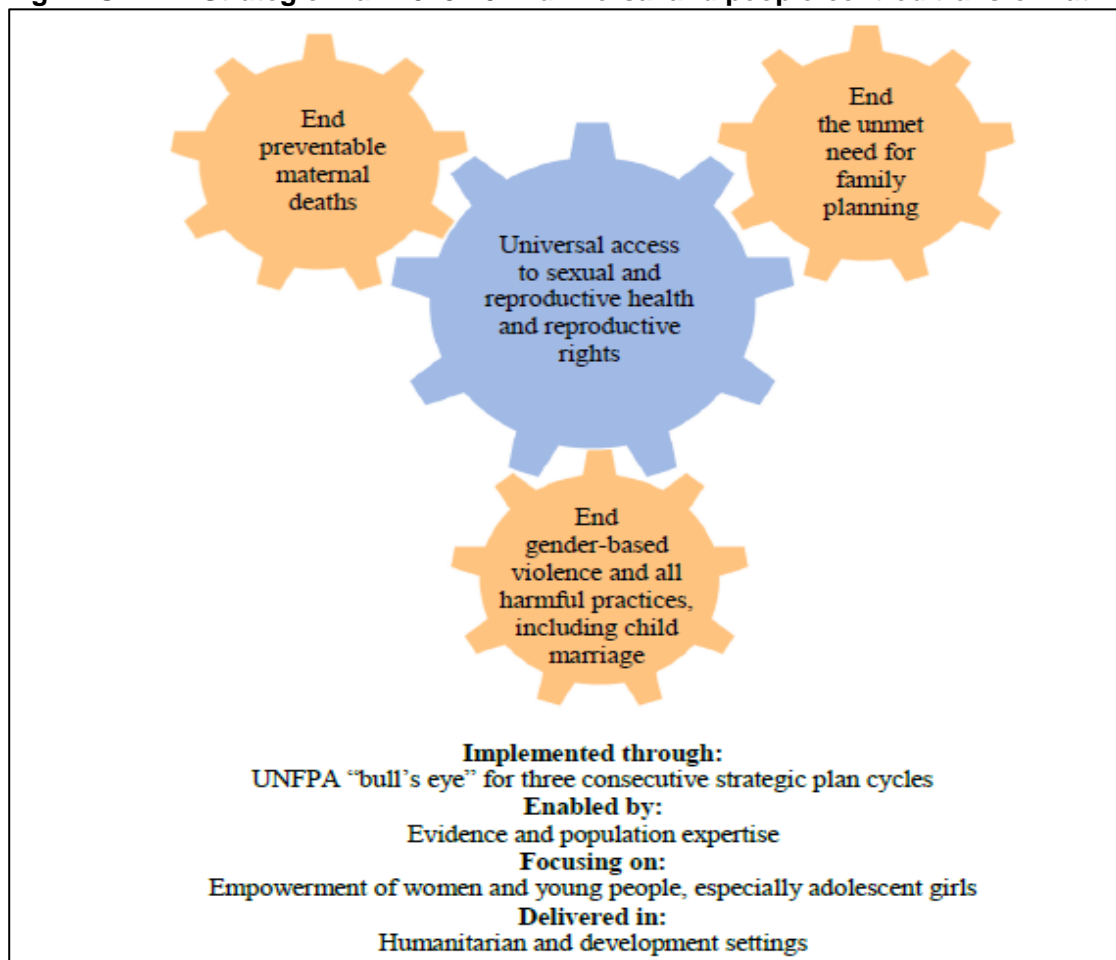 and people
End
preventable
maternal
deaths
End
the unmet
need for
family
planning
Universal access
to sexual and
reproductive health
and reproductive
rights
End
gender-based
violence and all
harmful practices,
including child
marriage
Implemented through:
UNFPA “bull’s eye” for three consecutive strategic plan cycles
Enabled by:
Evidence and population expertise
Focusing on:
Empowerment of women and young people, especially adolescent girls
Delivered in:
Humanitarian and development settings